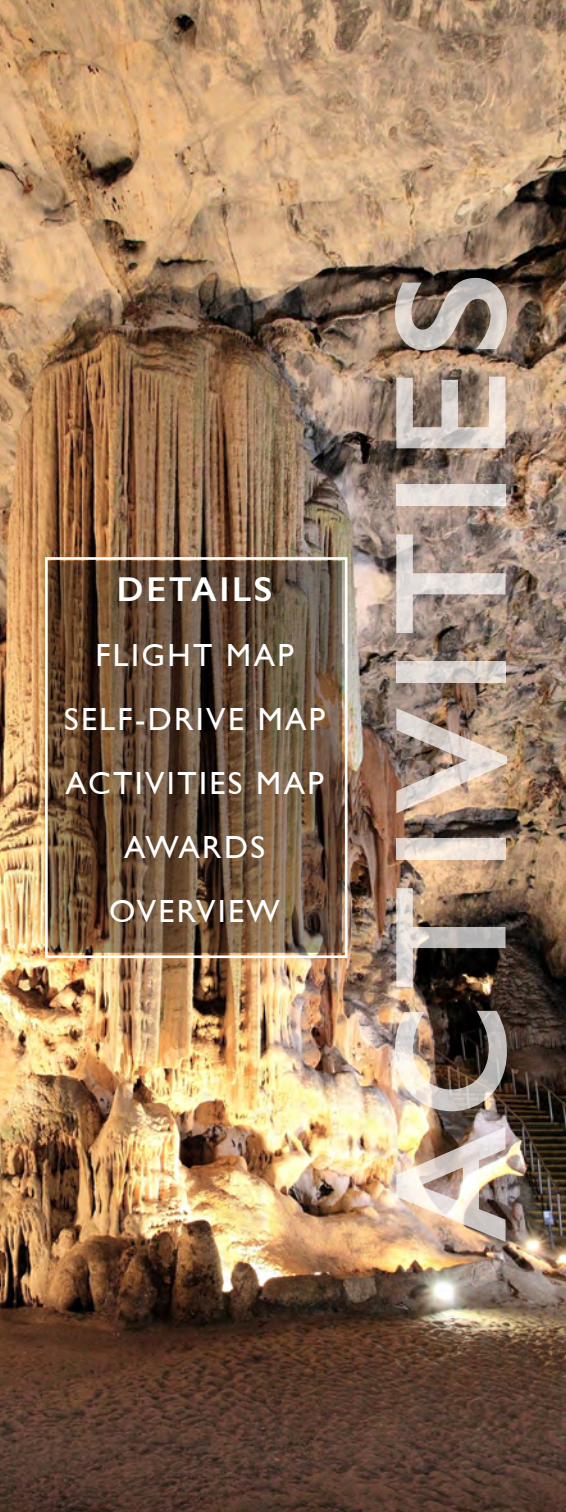 DETAILS
FLIGHT MAP
SELF-DRIVE MAP
ACTIVITIES MAP
AWARDS
OVERVIEW
ACTIVITIES